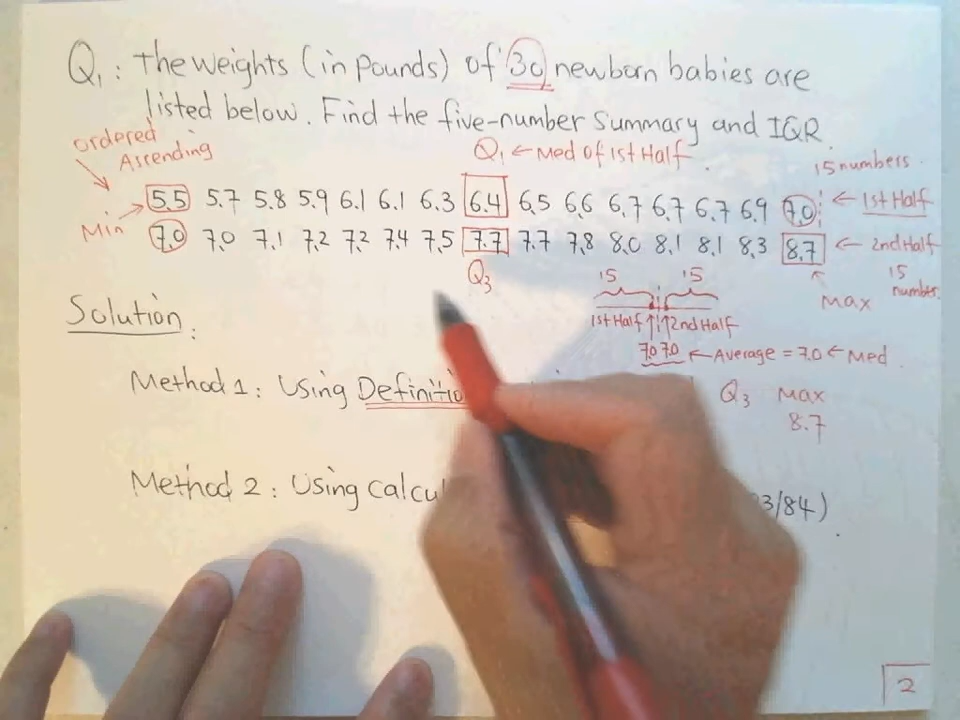 Q1: the weights (in pounds) of 30 newborn babies are
listed below. Find the five-number Summary and IQR.
Ordered Ascending
Q1 ← Med of 1st Half.
15 numbers
5.5 5.7 5.8 5.9 6.1 6.1 6.3 6.4 6.5 6.6 6.7 6.7 6.7 6.9 7.0 ← 1st Half
Min
7.0 7.0 7.1 7.2 7.2 7.4 7.5 7.7 7.7 7.8 8.0 8.1 8.1 8.3 8.7 ← 2nd Half
15 number
Q3
Max
15 15
1st Half 2nd Half
7.0 7.0 ← Average = 7.0 ← Med
Solution:
Method 1: Using
Q3 Max
8.7
Method 2: Using
3/84).
2